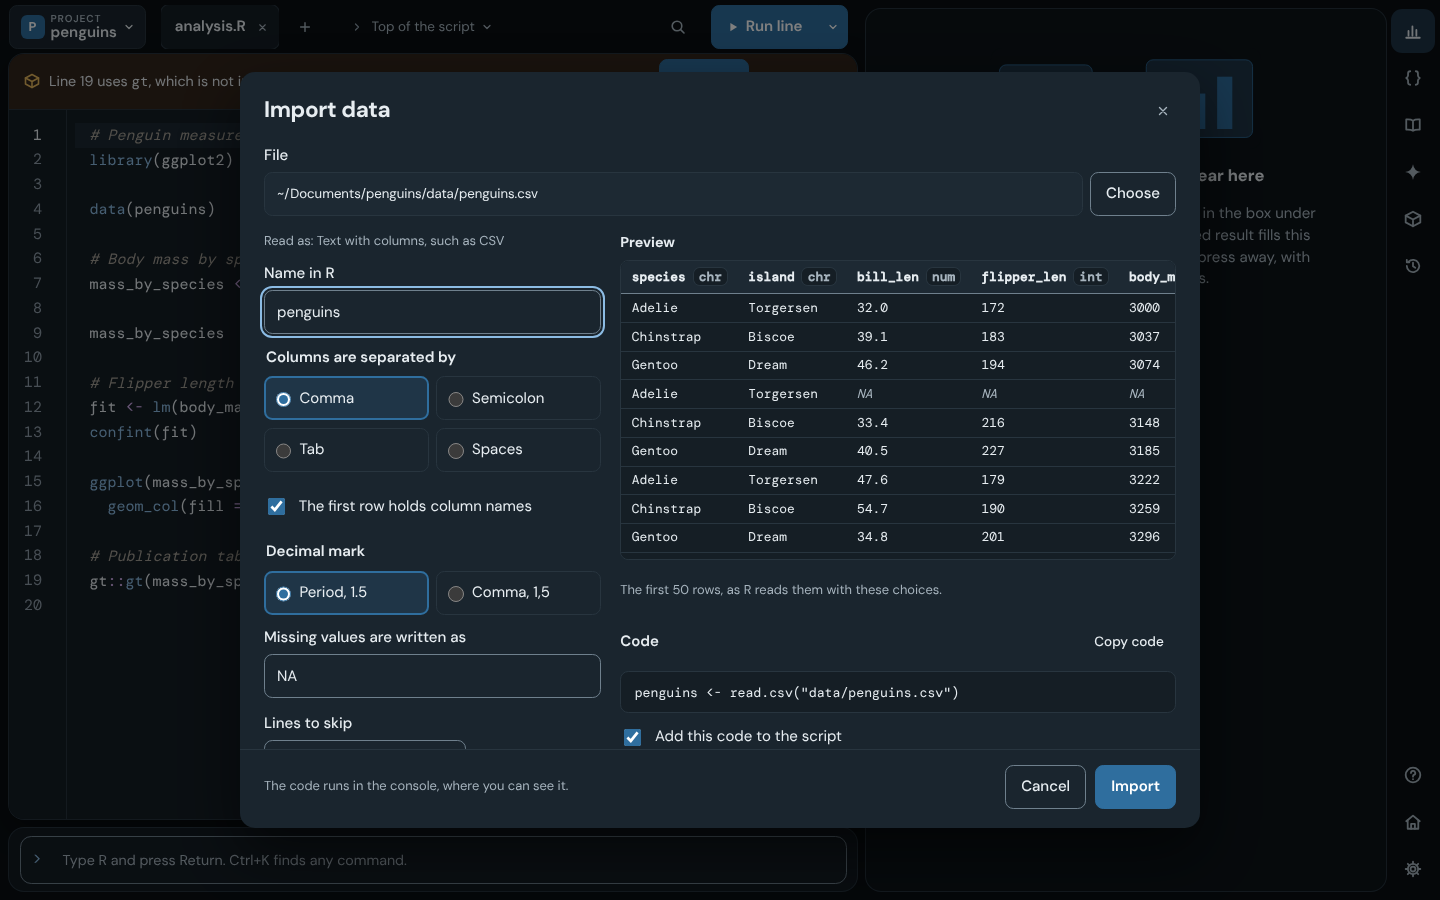 P
PROJECT
penguins
analysis.R
Top of the script
Run line
Line 19 uses gt, which is not i
1 # Penguin measure
2 library(ggplot2)
3
4 data(penguins)
5
6 # Body mass by sp
7 mass_by_species <
8
9 mass_by_species
10
11 # Flipper length
12 fit <- lm(body_ma
13 confint(fit)
14
15 ggplot(mass_by_sp
16 geom_col(fill =
17
18 # Publication tab
19 gt::gt(mass_by_sp
20
Type R and press Return. Ctrl+K finds any command.
ear here
in the box under
ed result fills this
press away, with
s.
Import data
File
~/Documents/penguins/data/penguins.csv
Choose
Read as: Text with columns, such as CSV
Name in R
penguins
Columns are separated by
Comma
Semicolon
Tab
Spaces
The first row holds column names
Decimal mark
Period, 1.5
Comma, 1,5
Missing values are written as
NA
Lines to skip
Preview
species chr island chr bill_len num flipper_len int body_m
Adelie Torgersen 32.0 172 3000
Chinstrap Biscoe 39.1 183 3037
Gentoo Dream 46.2 194 3074
Adelie Torgersen NA NA NA
Chinstrap Biscoe 33.4 216 3148
Gentoo Dream 40.5 227 3185
Adelie Torgersen 47.6 179 3222
Chinstrap Biscoe 54.7 190 3259
Gentoo Dream 34.8 201 3296
The first 50 rows, as R reads them with these choices.
Code
Copy code
penguins <- read.csv("data/penguins.csv")
Add this code to the script
The code runs in the console, where you can see it.
Cancel
Import